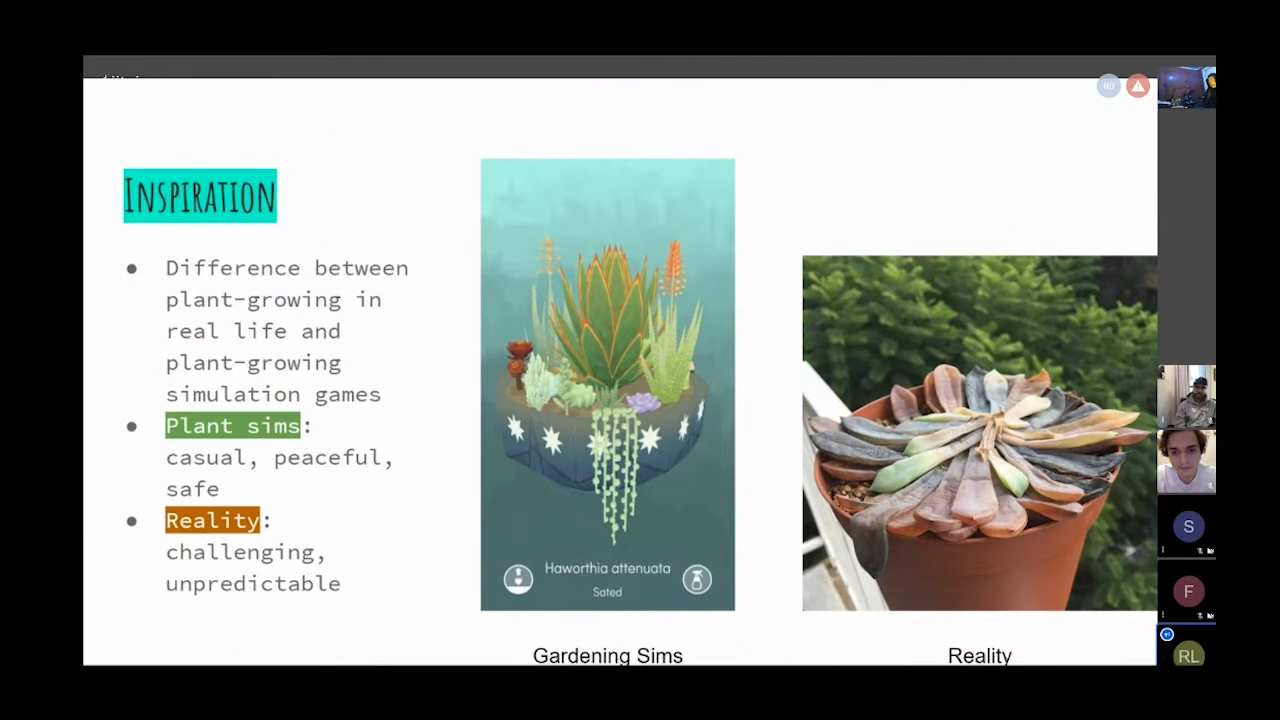 HO
Inspiration
● Difference between
plant-growing in
real life and
plant-growing
simulation games
● Plant sims:
casual, peaceful,
safe
● Reality:
challenging,
unpredictable
Haworthia attenuata
Sated
Gardening Sims
Reality
S
F
RL